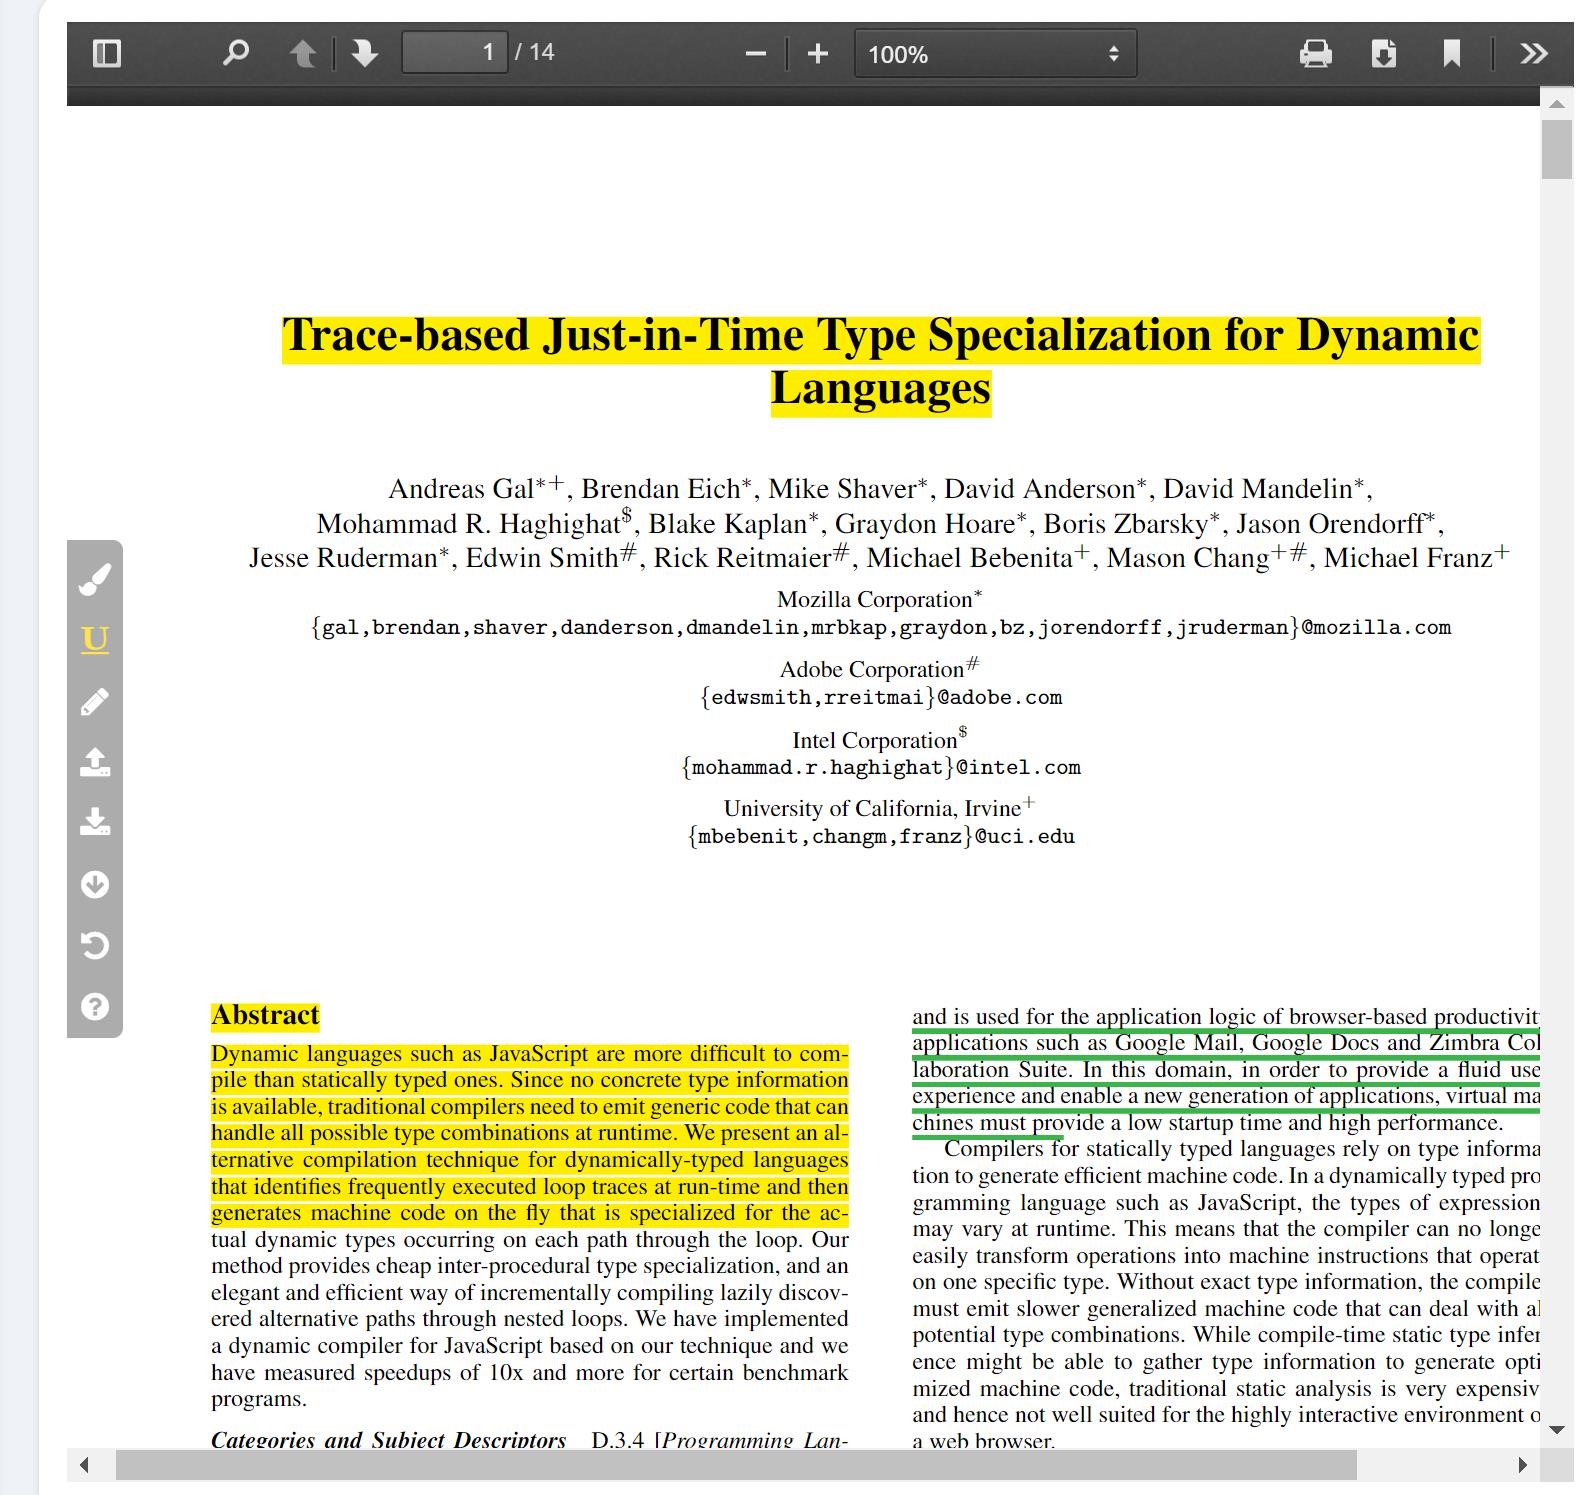 1 / 14
100%
Trace-based Just-in-Time Type Specialization for Dynamic
Languages
Andreas Gal*+, Brendan Eich*, Mike Shaver*, David Anderson*, David Mandelin*,
Mohammad R. Haghighat$, Blake Kaplan*, Graydon Hoare*, Boris Zbarsky*, Jason Orendorff*,
Jesse Ruderman*, Edwin Smith#, Rick Reitmaier#, Michael Bebenita+, Mason Chang+#, Michael Franz+
Mozilla Corporation*
{gal,brendan,shaver,danderson,dmandelin,mrbkap,graydon,bz,jorendorff,jruderman}@mozilla.com
Adobe Corporation#
{edwsmith,rreitmai}@adobe.com
Intel Corporation$
{mohammad.r.haghighat}@intel.com
University of California, Irvine+
{mbebenit,changm,franz}@uci.edu
U
Abstract
Dynamic languages such as JavaScript are more difficult to com-
pile than statically typed ones. Since no concrete type information
is available, traditional compilers need to emit generic code that can
handle all possible type combinations at runtime. We present an al-
ternative compilation technique for dynamically-typed languages
that identifies frequently executed loop traces at run-time and then
generates machine code on the fly that is specialized for the ac-
tual dynamic types occurring on each path through the loop. Our
method provides cheap inter-procedural type specialization, and an
elegant and efficient way of incrementally compiling lazily discov-
ered alternative paths through nested loops. We have implemented
a dynamic compiler for JavaScript based on our technique and we
have measured speedups of 10x and more for certain benchmark
programs.
Categories and Subject Descriptors D.3.4 [Programming Lan-
and is used for the application logic of browser-based productivit
applications such as Google Mail, Google Docs and Zimbra Col
laboration Suite. In this domain, in order to provide a fluid use
experience and enable a new generation of applications, virtual ma
chines must provide a low startup time and high performance.
Compilers for statically typed languages rely on type informa
tion to generate efficient machine code. In a dynamically typed pro
gramming language such as JavaScript, the types of expression
may vary at runtime. This means that the compiler can no longe
easily transform operations into machine instructions that operat
on one specific type. Without exact type information, the compile
must emit slower generalized machine code that can deal with al
potential type combinations. While compile-time static type infer
ence might be able to gather type information to generate opti
mized machine code, traditional static analysis is very expensiv
and hence not well suited for the highly interactive environment o
a web browser.